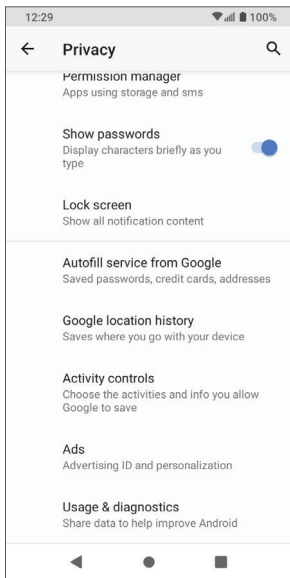 12:29 100%
Privacy
Permission manager
Apps using storage and sms
Show passwords
Display characters briefly as you
type
Lock screen
Show all notification content
Autofill service from Google
Saved passwords, credit cards, addresses
Google location history
Saves where you go with your device
Activity controls
Choose the activities and info you allow
Google to save
Ads
Advertising ID and personalization
Usage & diagnostics
Share data to help improve Android